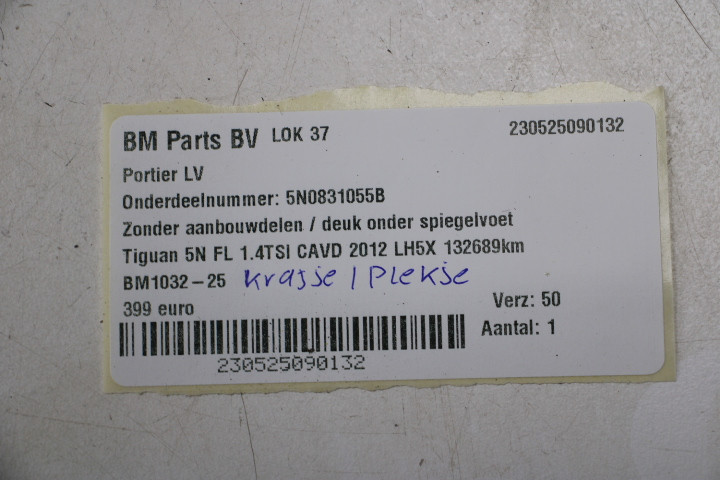 BM Parts BV LOK 37 230525090132
Portier LV
Onderdeelnummer: 5N0831055B
Zonder aanbouwdelen / deuk onder spiegelvoet
Tiguan 5N FL 1.4TSI CAVD 2012 LH5X 132689km
BM1032-25 krasje / Plekje
399 euro Verz: 50
Aantal: 1
230525090132